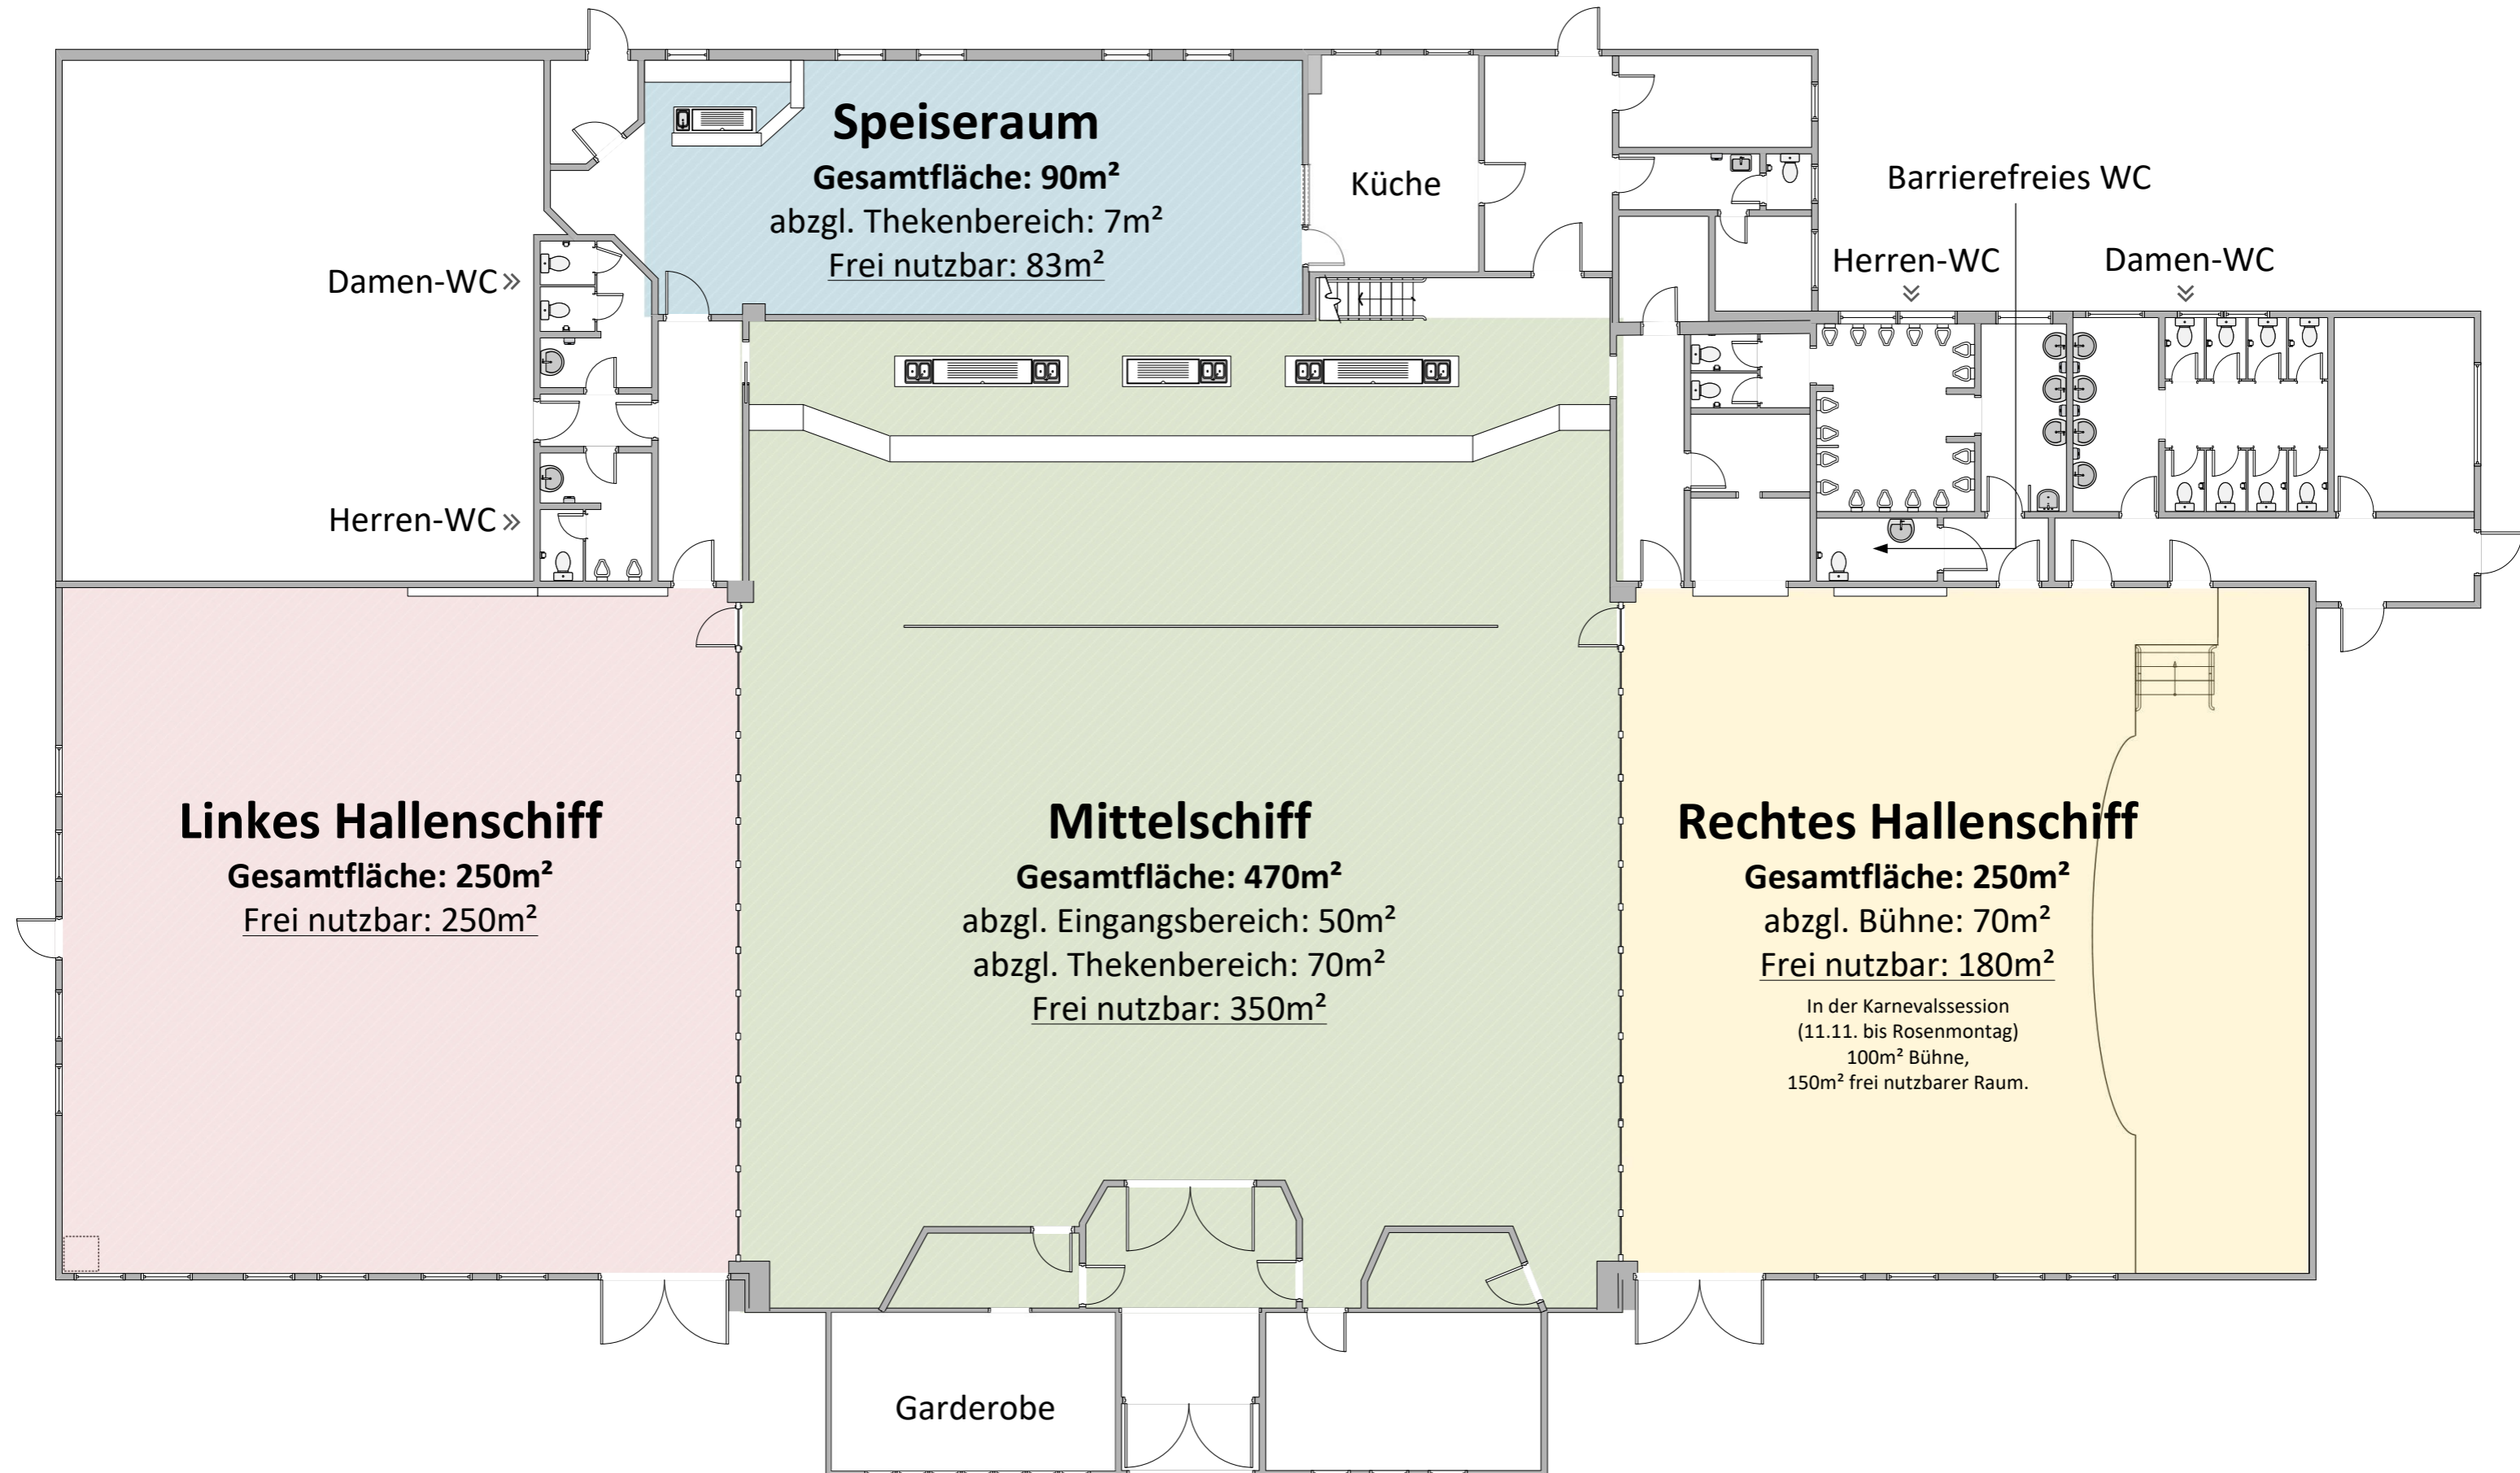 Speiseraum
Gesamtfläche: 90m²
abzgl. Thekenbereich: 7m²
Frei nutzbar: 83m²
Küche
Barrierefreies WC
Herren-WC
Damen-WC
Damen-WC »
Herren-WC »
Linkes Hallenschiff
Gesamtfläche: 250m²
Frei nutzbar: 250m²
Mittelschiff
Gesamtfläche: 470m²
abzgl. Eingangsbereich: 50m²
abzgl. Thekenbereich: 70m²
Frei nutzbar: 350m²
Rechtes Hallenschiff
Gesamtfläche: 250m²
abzgl. Bühne: 70m²
Frei nutzbar: 180m²
In der Karnevalssession
(11.11. bis Rosenmontag)
100m² Bühne,
150m² frei nutzbarer Raum.
Garderobe